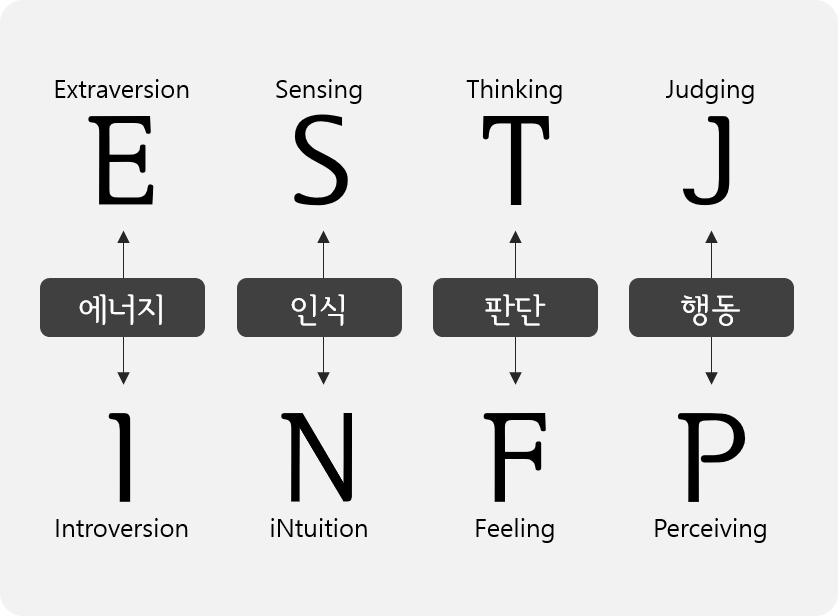 Extraversion Sensing Thinking Judging
E S T J
에너지 인식 판단 행동
I N F P
Introversion iNtuition Feeling Perceiving